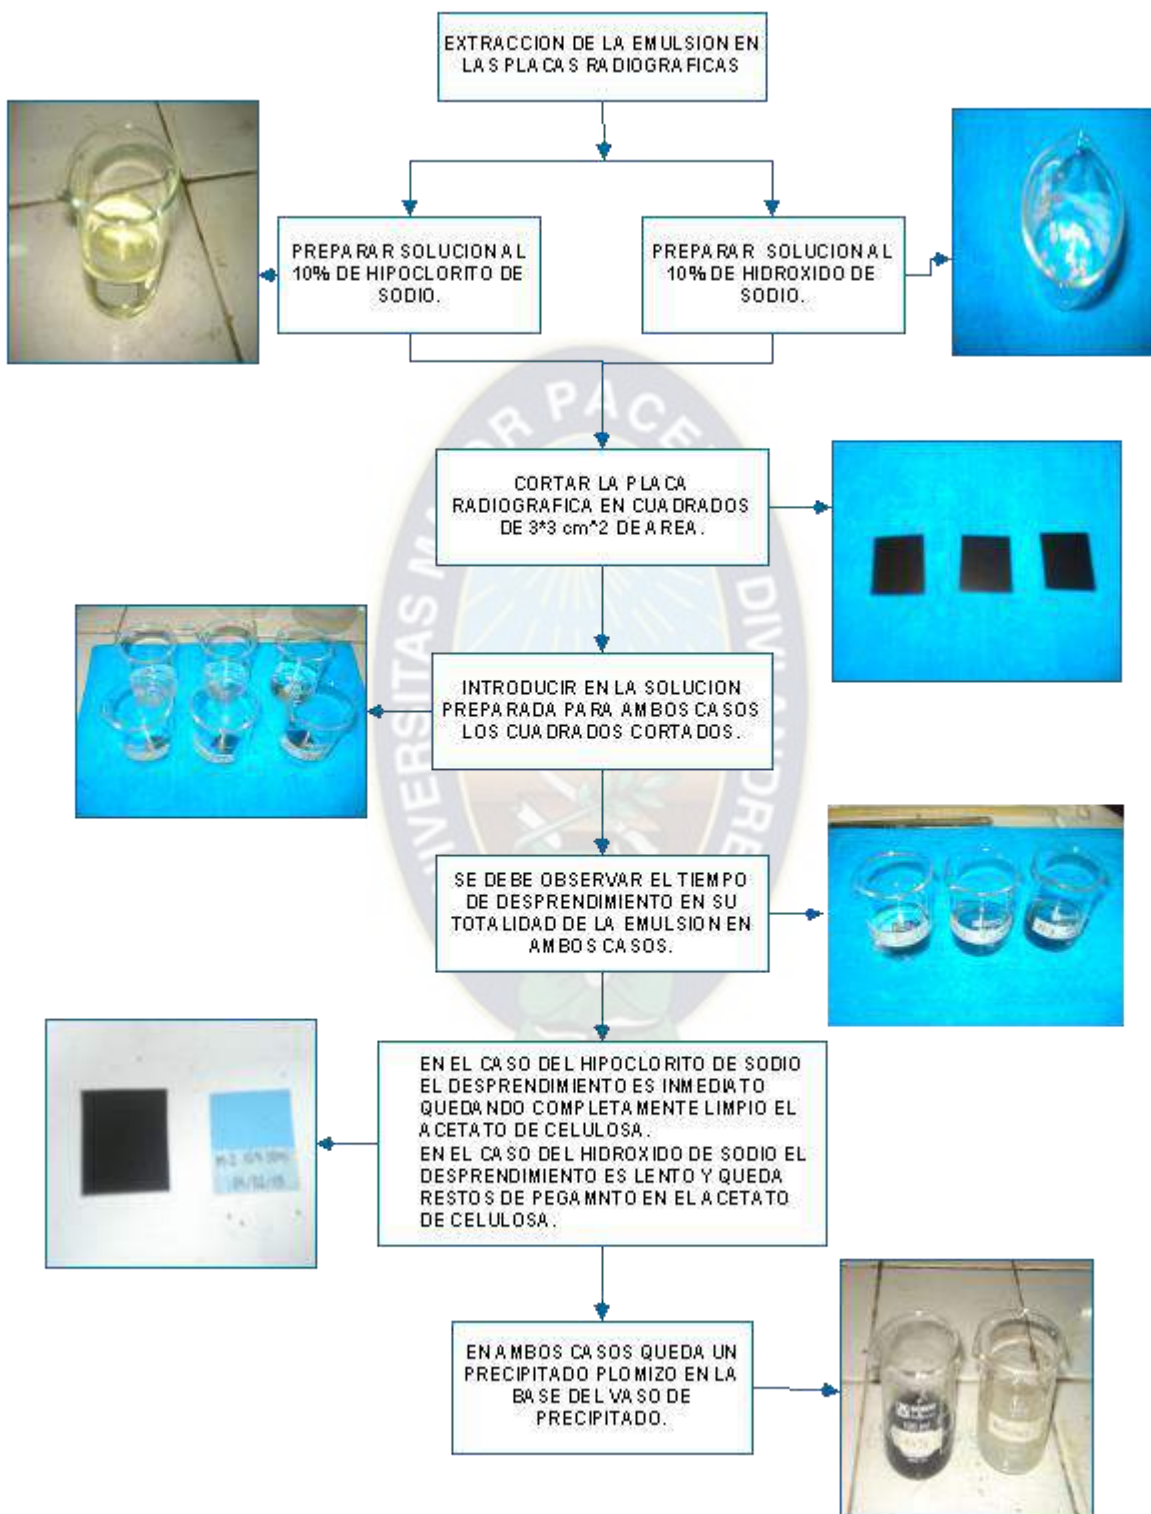 EXTRACCION DE LA EMULSION EN
LAS PLACAS RADIOGRAFICAS
PREPARAR SOLUCION AL
10% DE HIPOCLORITO DE
SODIO.
PREPARAR SOLUCION AL
10% DE HIDROXIDO DE
SODIO.
CORTAR LA PLACA
RADIOGRAFICA EN CUADRADOS
DE 3*3 cm^2 DE AREA.
INTRODUCIR EN LA SOLUCION
PREPARADA PARA AMBOS CASOS
LOS CUADRADOS CORTADOS.
SE DEBE OBSERVAR EL TIEMPO
DE DESPRENDIMIENTO EN SU
TOTALIDAD DE LA EMULSION EN
AMBOS CASOS.
EN EL CASO DEL HIPOCLORITO DE SODIO
EL DESPRENDIMIENTO ES INMEDIATO
QUEDANDO COMPLETAMENTE LIMPIO EL
ACETATO DE CELULOSA.
EN EL CASO DEL HIDROXIDO DE SODIO EL
DESPRENDIMIENTO ES LENTO Y QUEDA
RESTOS DE PEGAMNTO EN EL ACETATO
DE CELULOSA.
EN AMBOS CASOS QUEDA UN
PRECIPITADO PLOMIZO EN LA
BASE DEL VASO DE
PRECIPITADO.